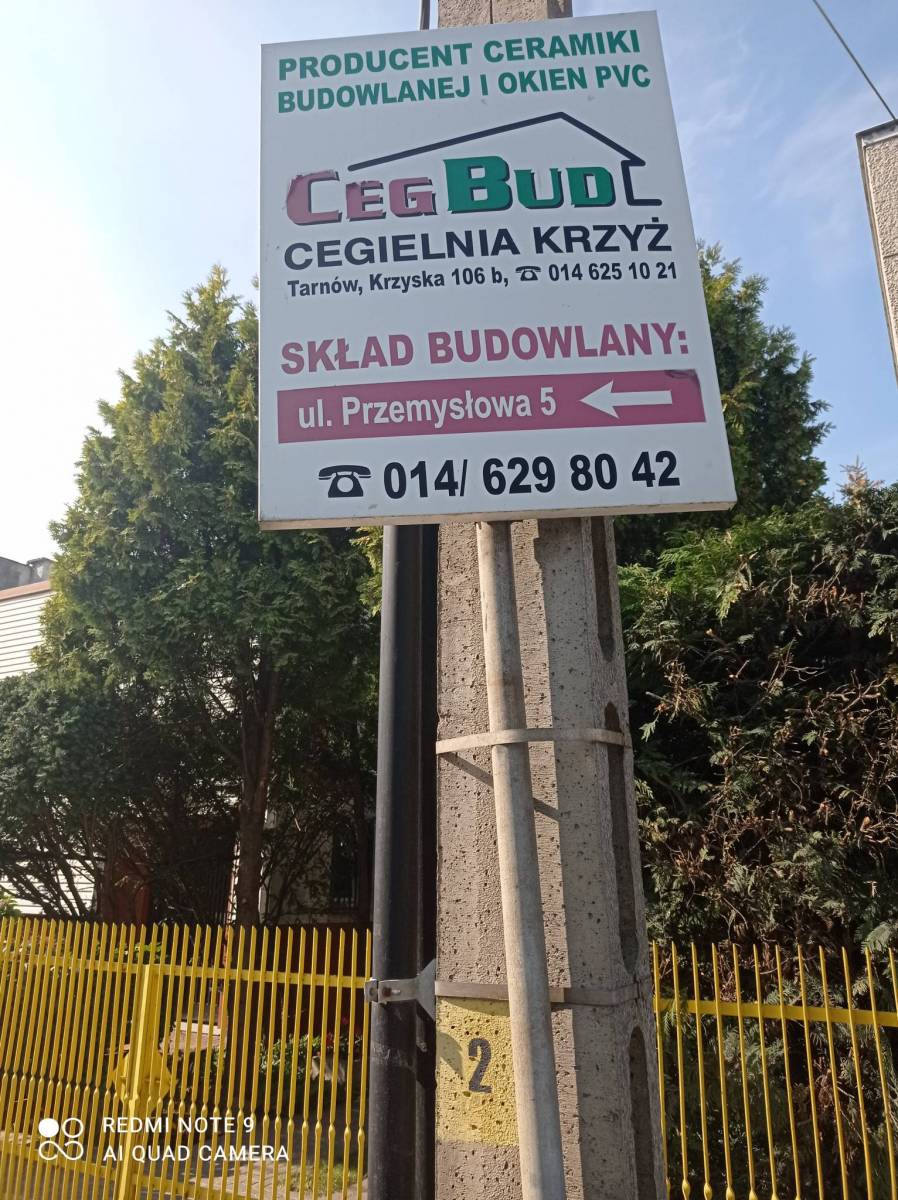 PRODUCENT CERAMIKI
BUDOWLANEJ I OKIEN PVC
CEGBUD
CEGIELNIA KRZYŻ
Tarnów, Krzyska 106 b, ☎ 014 625 10 21
SKŁAD BUDOWLANY:
ul. Przemysłowa 5
☎ 014/ 629 80 42
2
REDMI NOTE 9
AI QUAD CAMERA